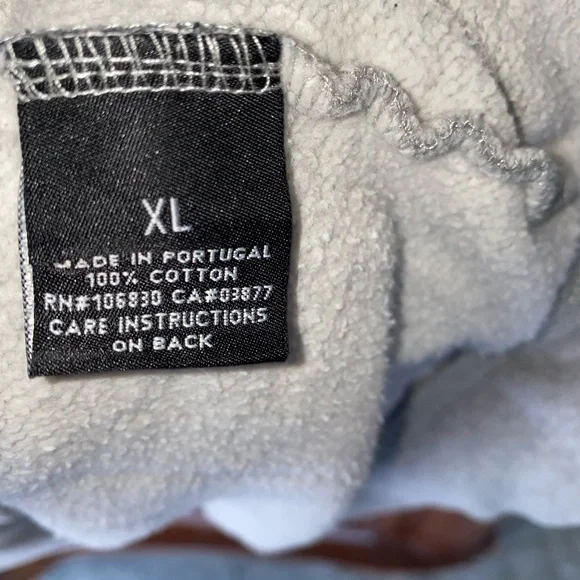 XL
MADE IN PORTUGAL
100% COTTON
RN#106830 CA#03877
CARE INSTRUCTIONS
ON BACK